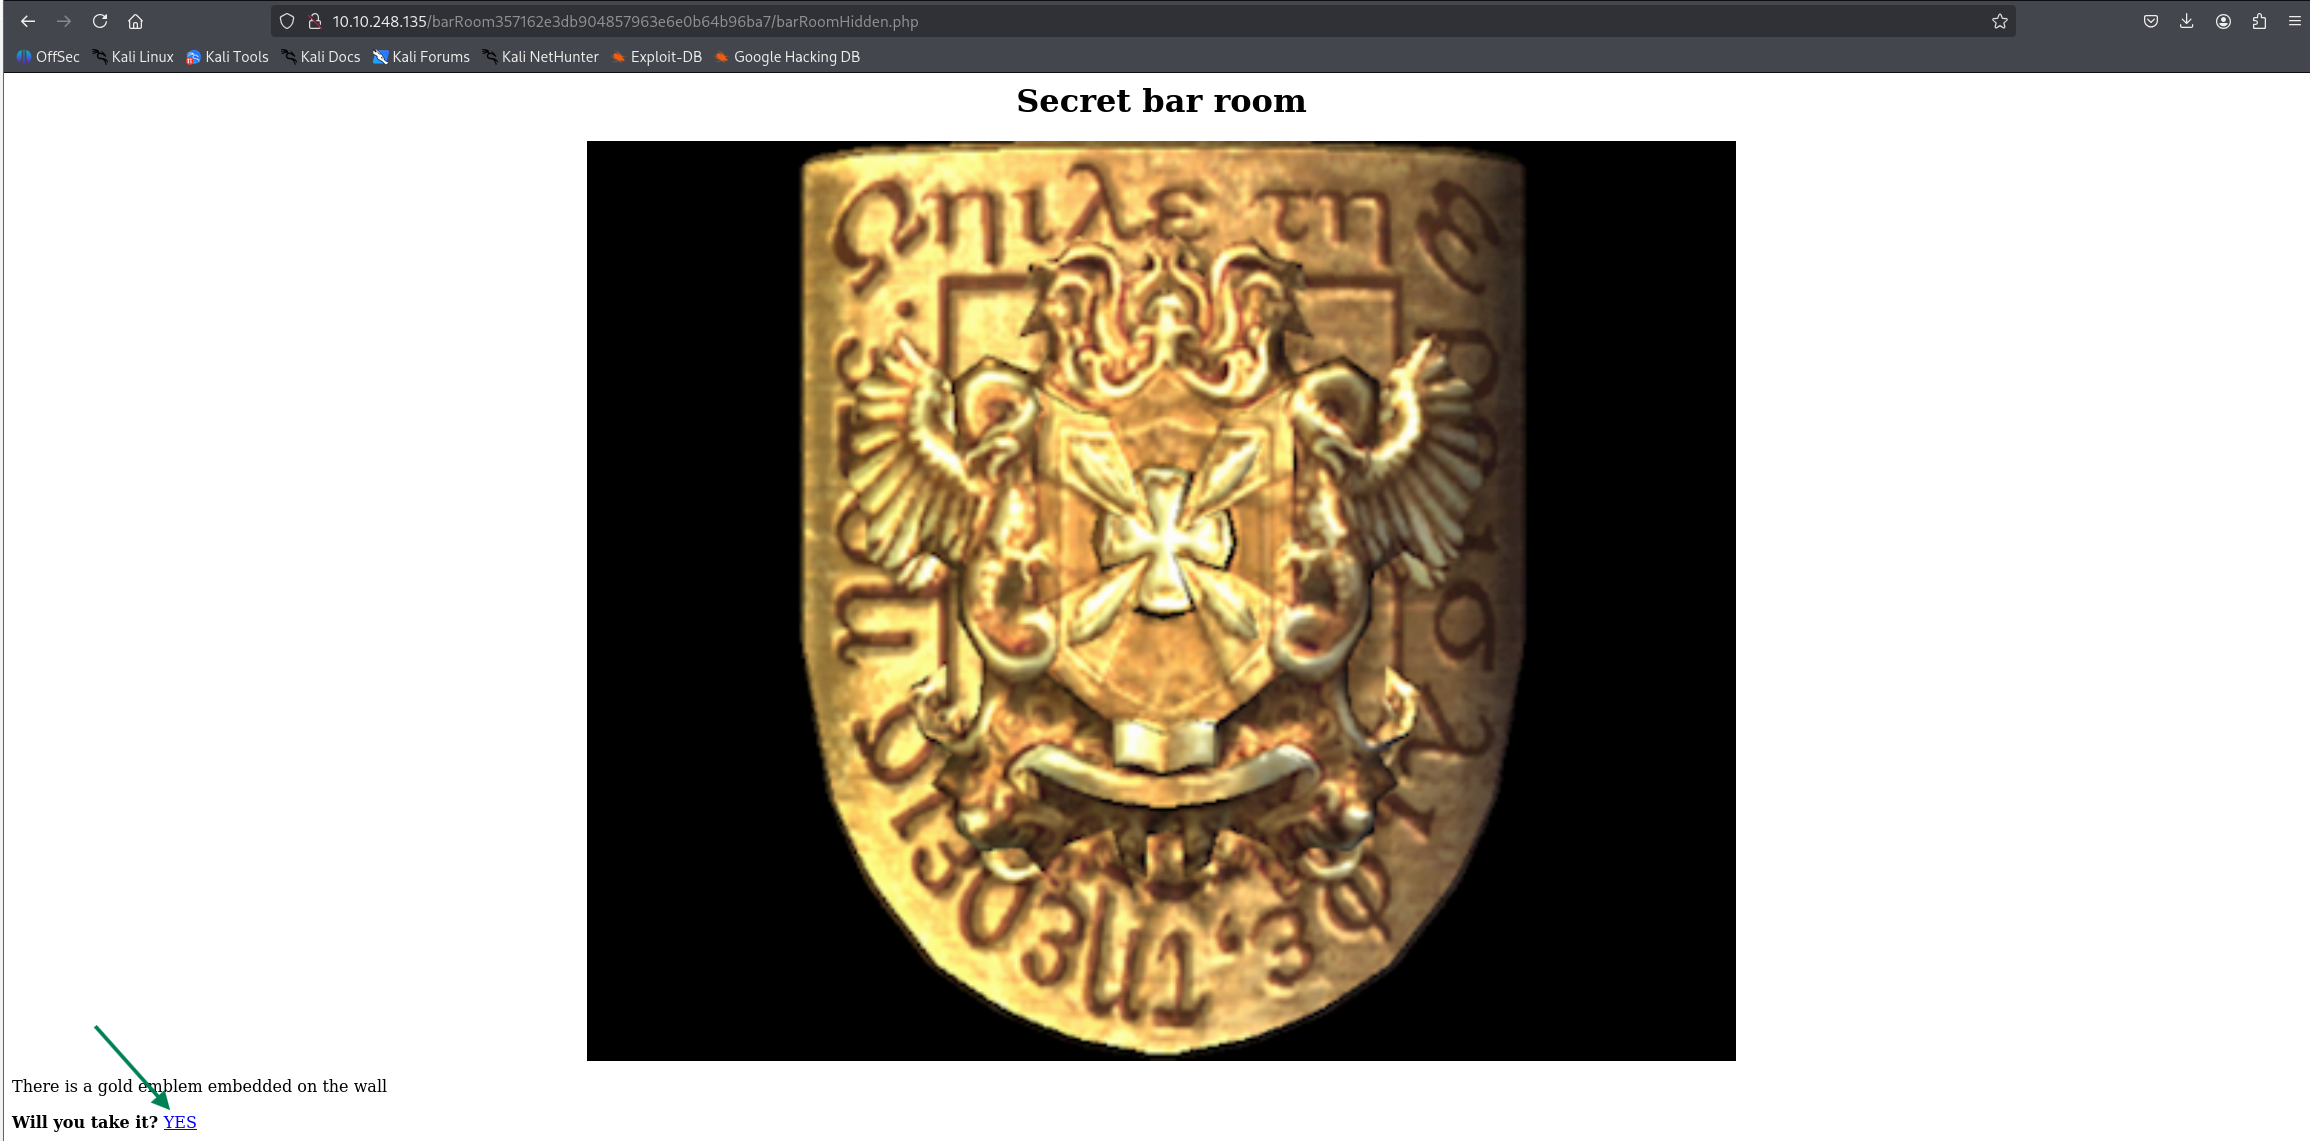 10.10.248.135/barRoom357162e3db904857963e6e0b64b96ba7/barRoomHidden.php
OffSec Kali Linux Kali Tools Kali Docs Kali Forums Kali NetHunter Exploit-DB Google Hacking DB
Secret bar room
There is a gold emblem embedded on the wall
Will you take it? YES